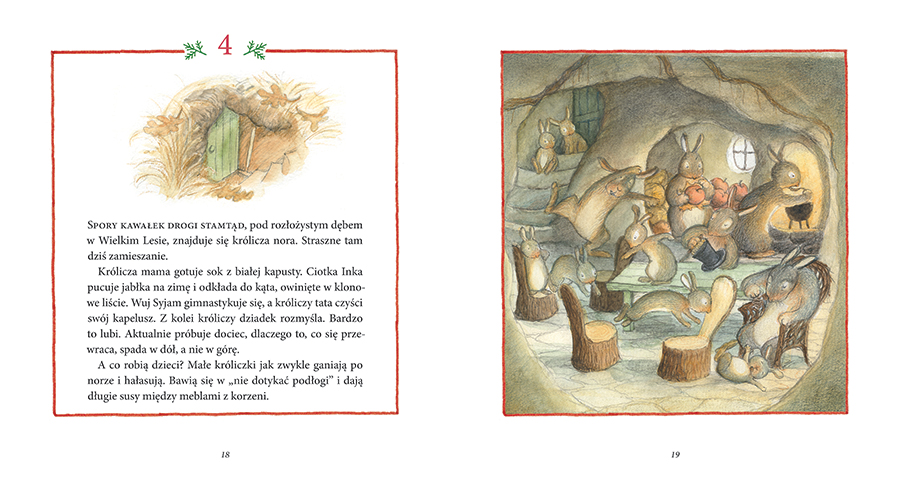 4
SPORY KAWAŁEK DROGI STAMTĄD, pod rozłożystym dębem
w Wielkim Lesie, znajduje się królicza nora. Straszne tam
dziś zamieszanie.
Królicza mama gotuje sok z białej kapusty. Ciotka Inka
pucuje jabłka na zimę i odkłada do kąta, owinięte w klono-
we liście. Wuj Syjam gimnastykuje się, a króliczy tata czyści
swój kapelusz. Z kolei króliczy dziadek rozmyśla. Bardzo
to lubi. Aktualnie próbuje dociec, dlaczego to, co się prze-
wraca, spada w dół, a nie w górę.
A co robią dzieci? Małe króliczki jak zwykle ganiają po
norze i hałasują. Bawią się w „nie dotykać podłogi” i dają
długie susy między meblami z korzeni.
18
19